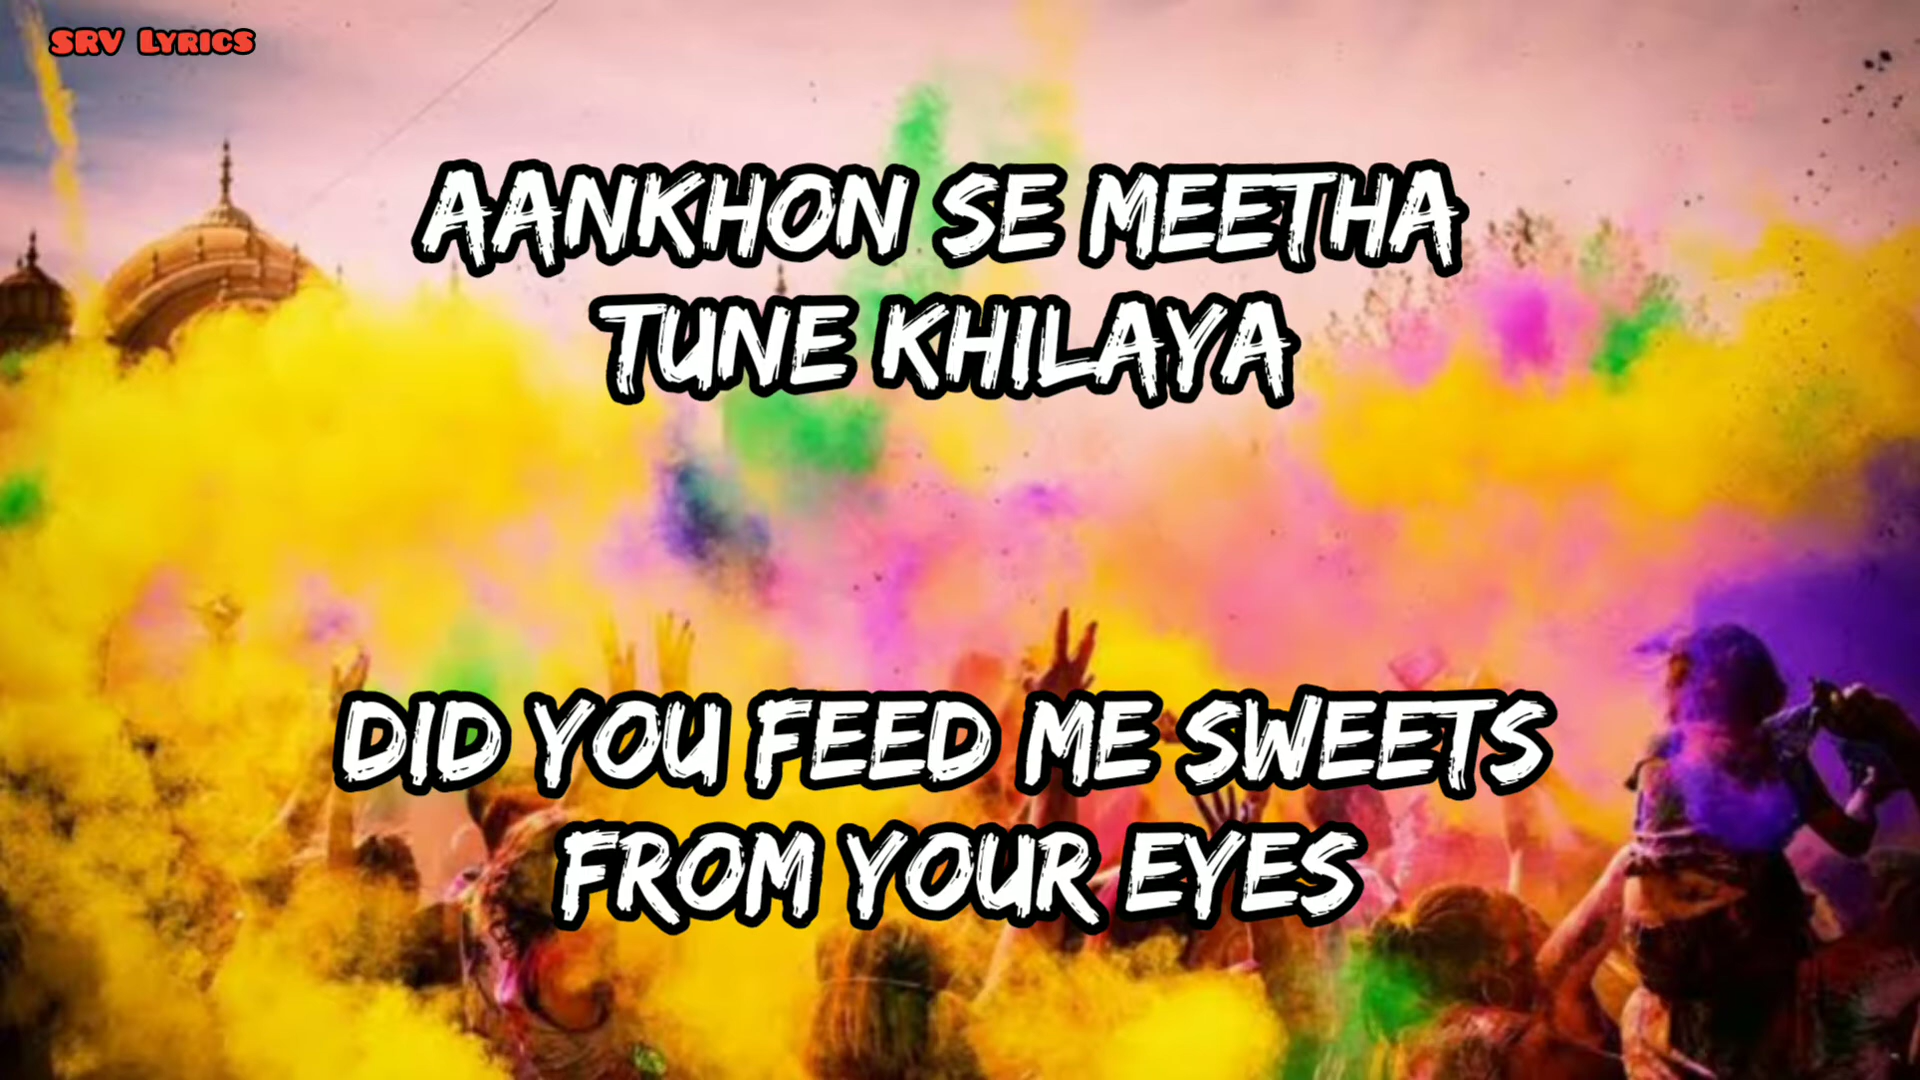 SRV Lyrics
AANKHON SE MEETHA
TUNE KHILAYA
DID YOU FEED ME SWEETS
FROM YOUR EYES